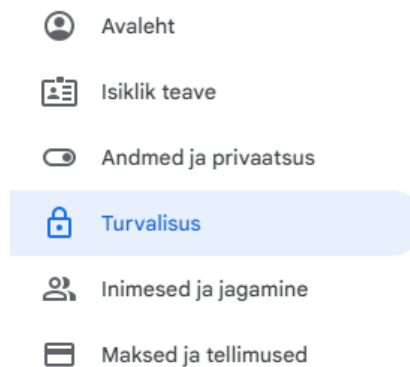 Avaleht
Isiklik teave
Andmed ja privaatsus
Turvalisus
Inimesed ja jagamine
Maksed ja tellimused